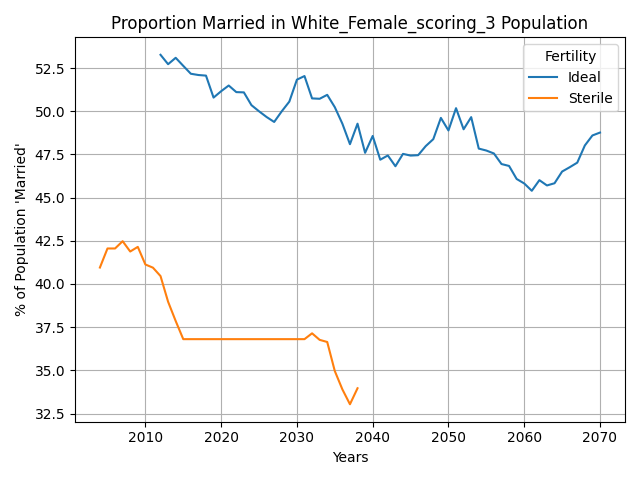 Proportion Married in White_Female_scoring_3 Population
Fertility
Ideal
Sterile
% of Population 'Married'
52.5
50.0
47.5
45.0
42.5
40.0
37.5
35.0
32.5
2010 2020 2030 2040 2050 2060 2070
Years